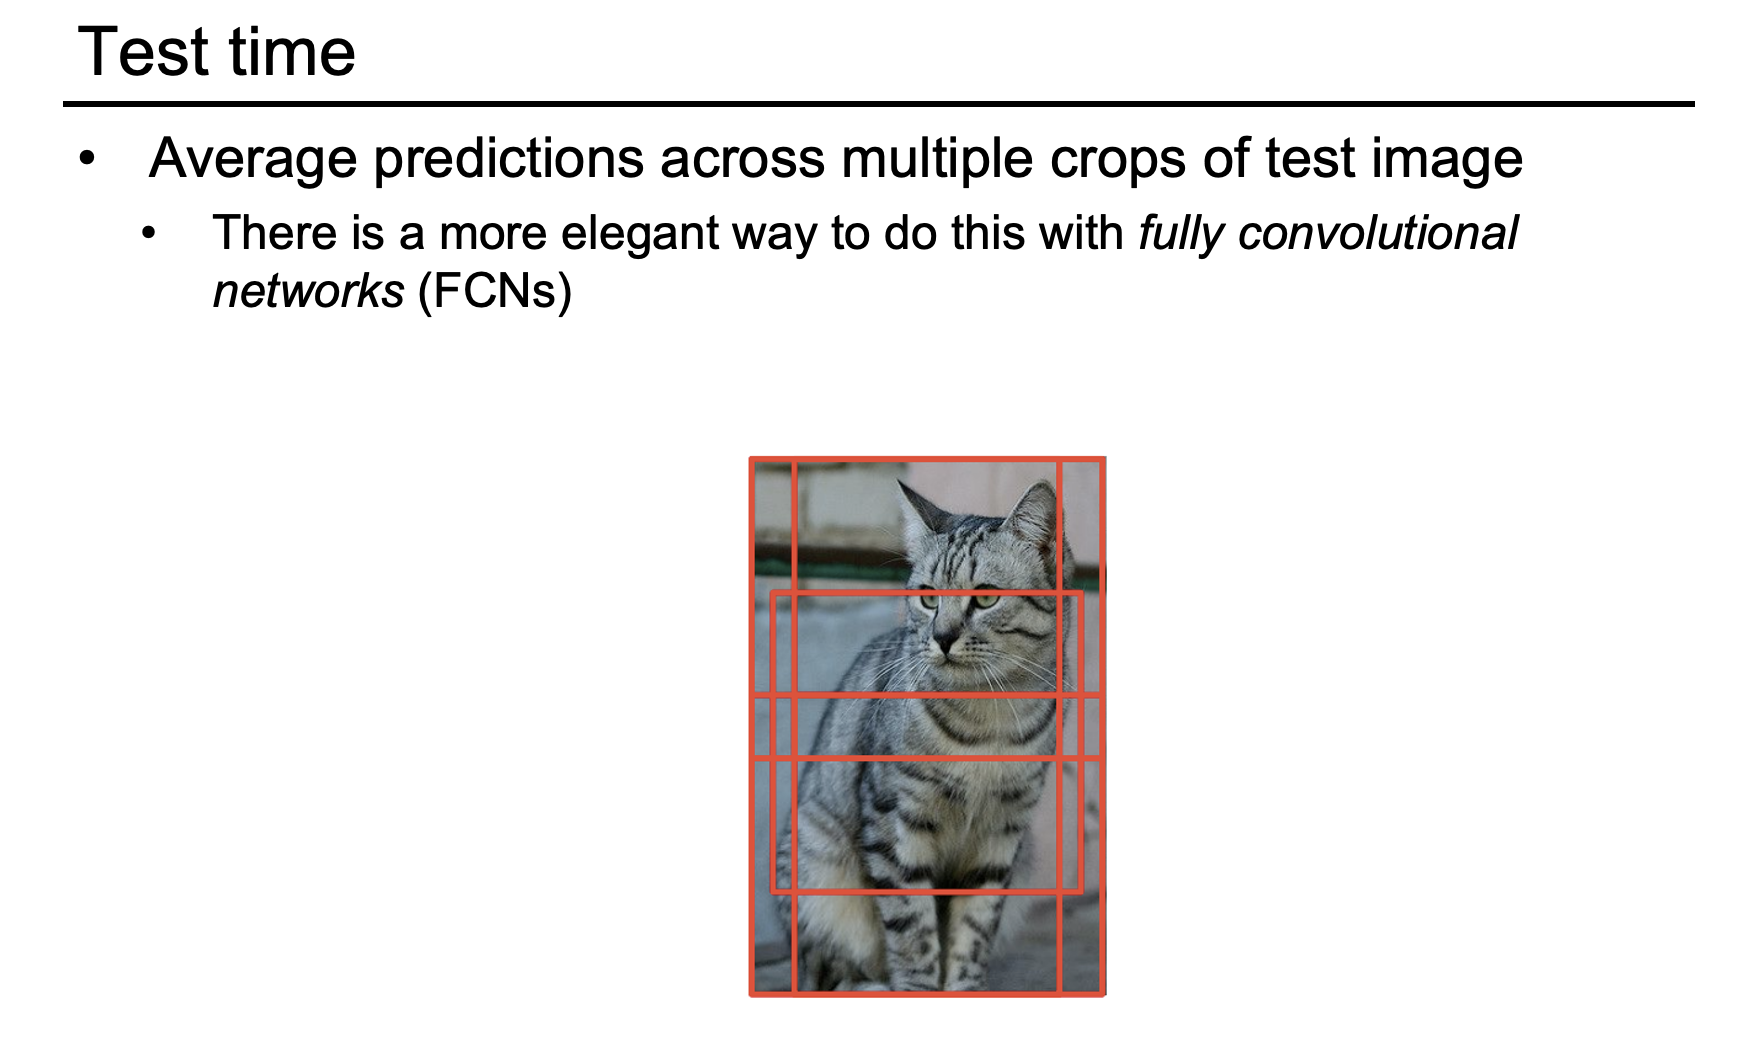 Test time
• Average predictions across multiple crops of test image
• There is a more elegant way to do this with fully convolutional
networks (FCNs)